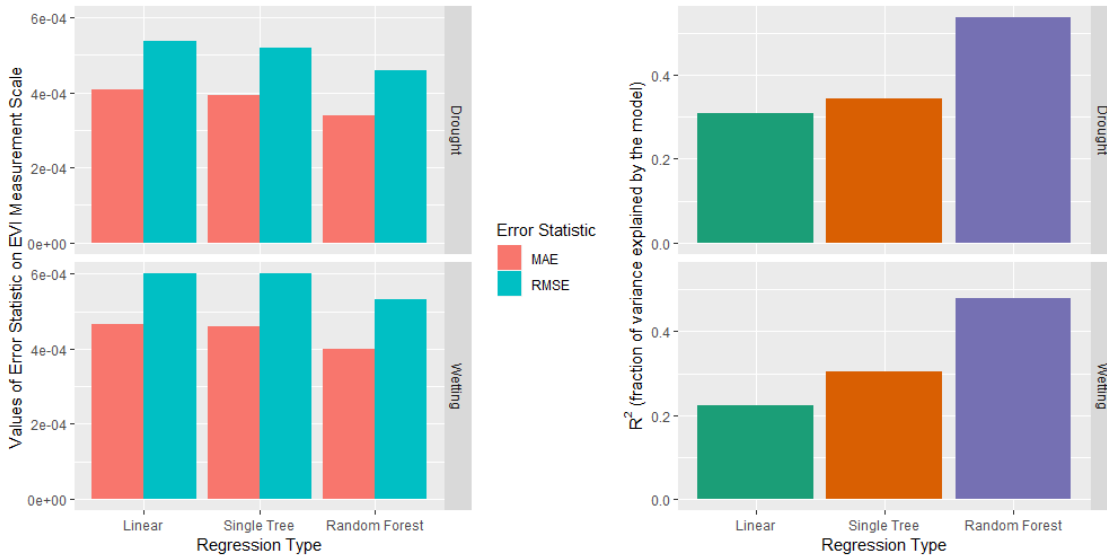 Values of Error Statistic on EVI Measurement Scale
6e-04
4e-04
2e-04
0e+00
Drought
6e-04
4e-04
2e-04
0e+00
Wetting
Linear
Single Tree
Random Forest
Regression Type
Error Statistic
MAE
RMSE
R² (fraction of variance explained by the model)
0.4
0.2
0.0
Drought
0.4
0.2
0.0
Wetting
Linear
Single Tree
Random Forest
Regression Type